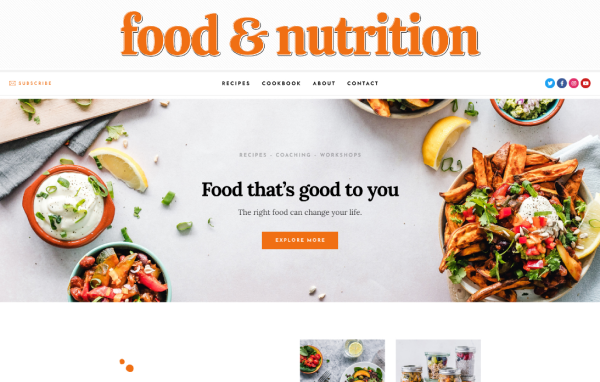 food & nutrition
SUBSCRIBE
RECIPES COOKBOOK ABOUT CONTACT
RECIPES - COACHING - WORKSHOPS
Food that's good to you
The right food can change your life.
EXPLORE MORE